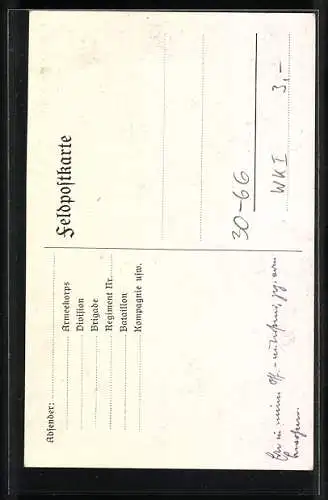 Feldpostkarte
Absender:
Armeekorps
Division
Brigade
Regiment Nr.
Bataillon
Kompagnie usw.
30-66
WKI 3,-